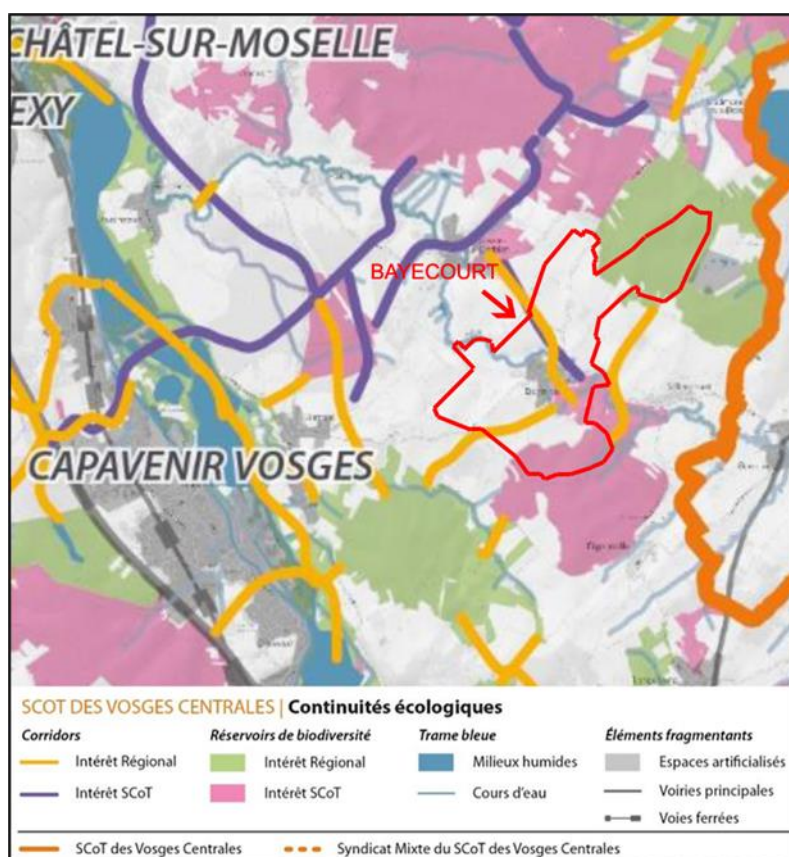 CHÂTEL-SUR-MOSELLE
EXY
BAYECOURT
CAPAVENIR VOSGES
SCOT DES VOSGES CENTRALES | Continuités écologiques
Corridors Réservoirs de biodiversité Trame bleue Éléments fragmentants
Intérêt Régional Intérêt Régional Milieux humides Espaces artificialisés
Intérêt SCoT Intérêt SCoT Cours d'eau Voiries principales
Voies ferrées
SCoT des Vosges Centrales Syndicat Mixte du SCoT des Vosges Centrales